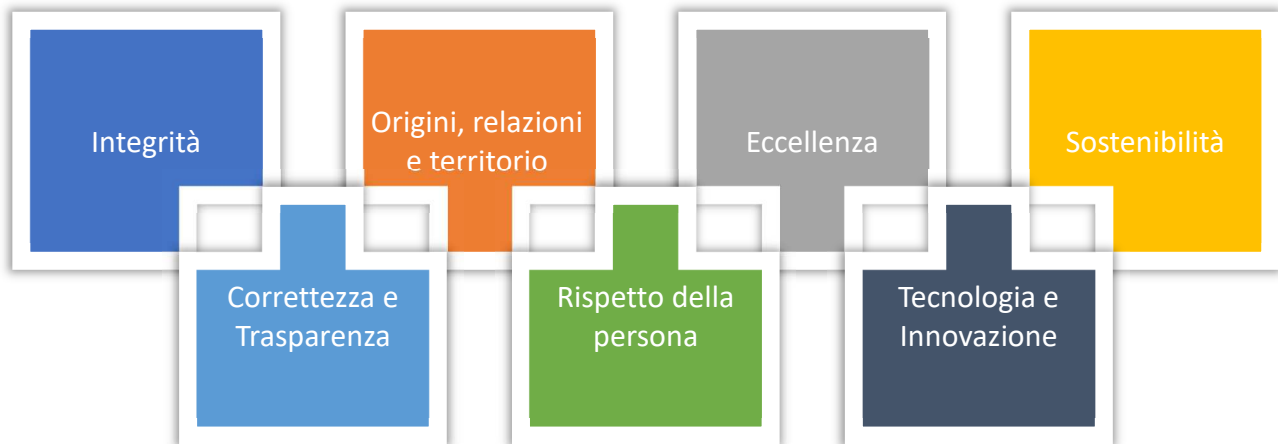 Integrità
Origini, relazioni
e territorio
Eccellenza
Sostenibilità
Correttezza e
Trasparenza
Rispetto della
persona
Tecnologia e
Innovazione